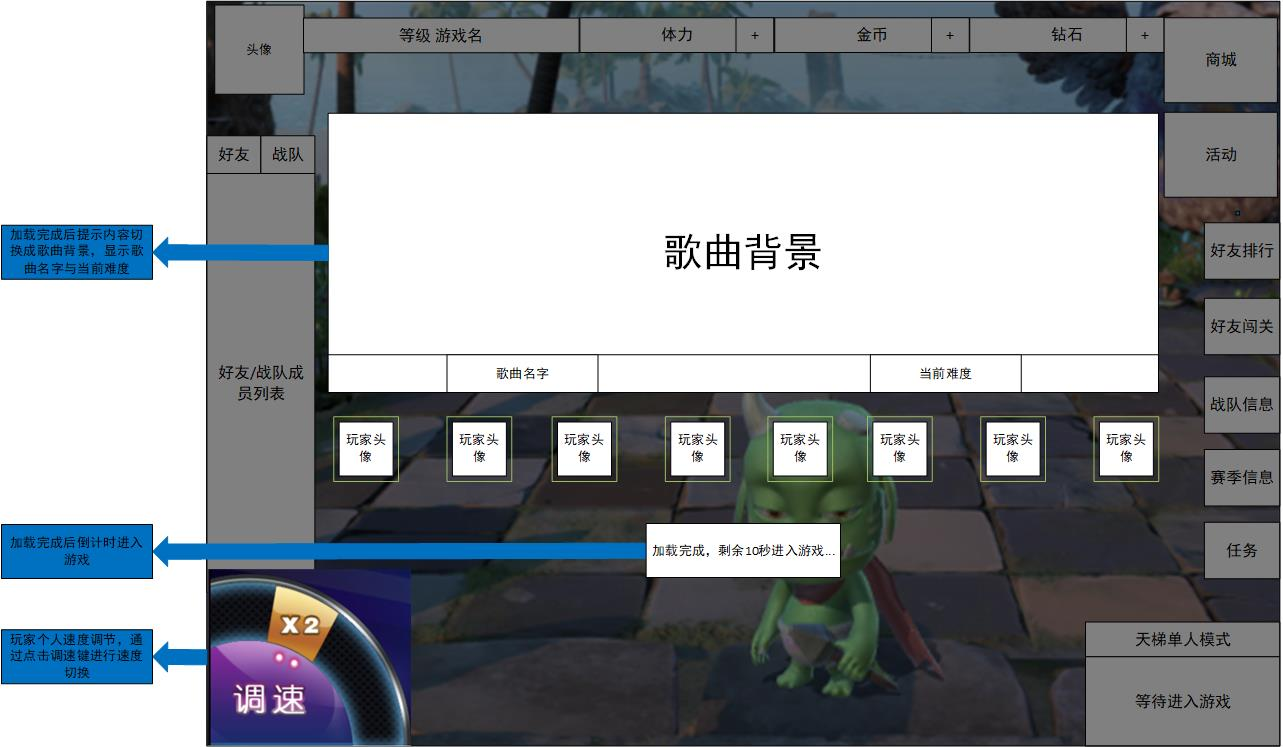 头像
等级 游戏名
体力
+
金币
+
钻石
+
商城
好友
战队
活动
加载完成后提示内容切
换成歌曲背景，显示歌
曲名字与当前难度
歌曲背景
好友排行
好友闯关
好友/战队成
员列表
歌曲名字
当前难度
战队信息
玩家头
像
玩家头
像
玩家头
像
玩家头
像
玩家头
像
玩家头
像
玩家头
像
玩家头
像
赛季信息
加载完成后倒计时进入
游戏
加载完成，剩余10秒进入游戏...
任务
X2
调速
玩家个人速度调节，通
过点击调速键进行速度
切换
天梯单人模式
等待进入游戏